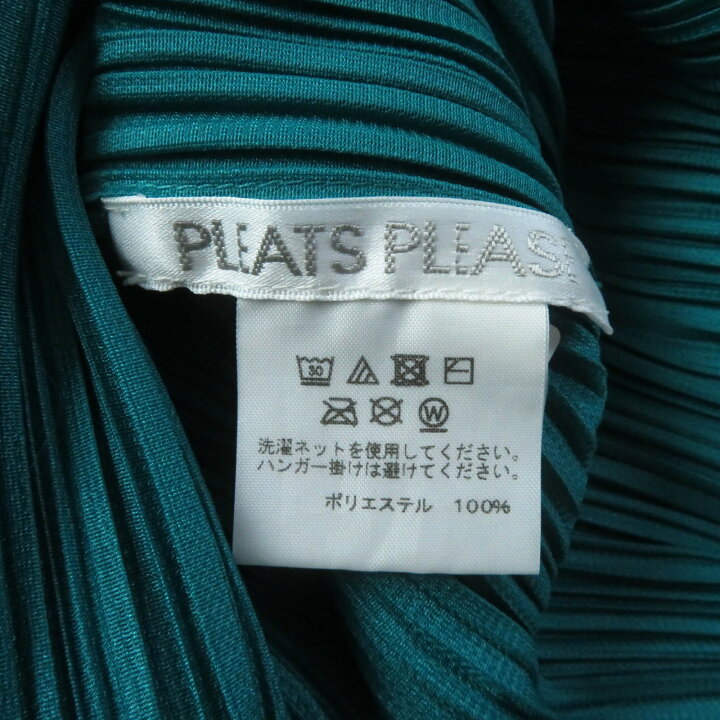 PLEATS PLEASE
30
W
洗濯ネットを使用してください。
ハンガー掛けは避けてください。
ポリエステル 100%